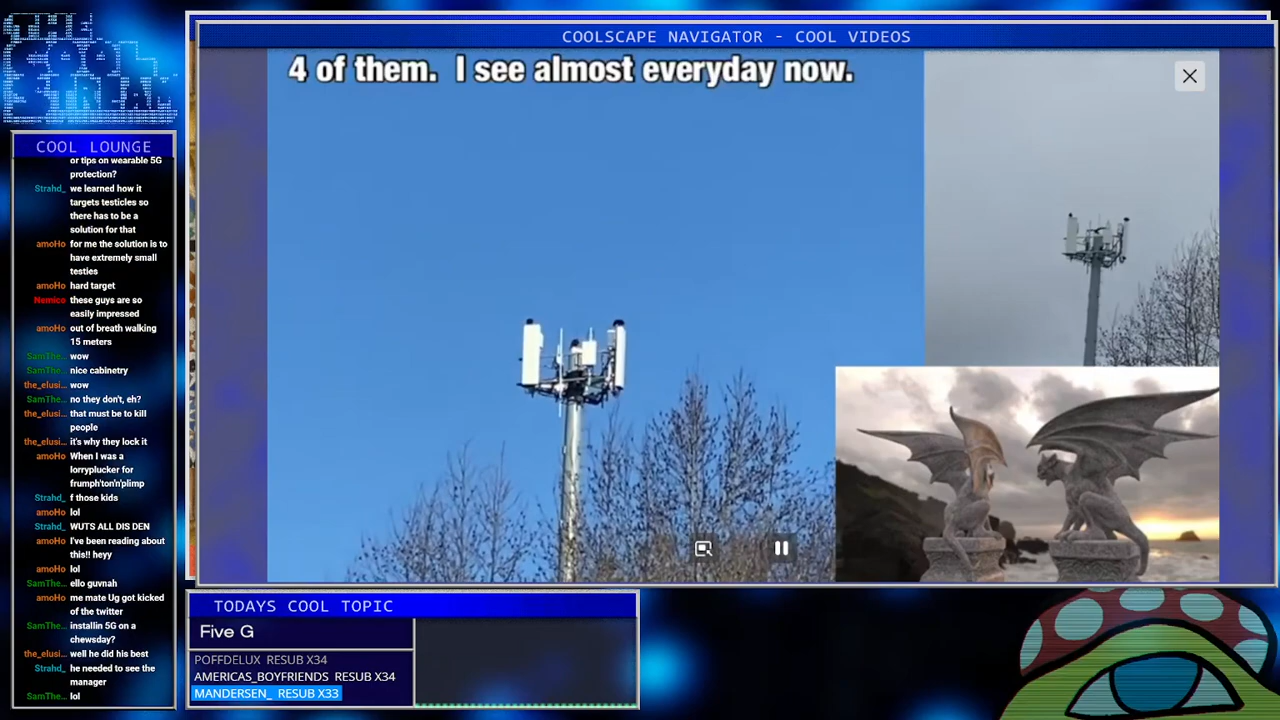 COOLSCAPE NAVIGATOR - COOL VIDEOS
4 of them. I see almost everyday now.
COOL LOUNGE
or tips on wearable 5G
protection?
Strahd_ we learned how it
targets testicles so
there has to be a
solution for that
amoHo for me the solution is to
have extremely small
testies
amoHo hard target
Nemico these guys are so
easily impressed
amoHo out of breath walking
15 meters
SamThe... wow
SamThe... nice cabinetry
the_elusi... wow
SamThe... no they don't, eh?
the_elusi... that must be to kill
people
the_elusi... it's why they lock it
amoHo When I was a
lorryplucker for
frumph'ton'n'plimp
Strahd_ f those kids
amoHo lol
Strahd_ WUTS ALL DIS DEN
amoHo I've been reading about
this!! heyy
amoHo lol
SamThe... ello guvnah
amoHo me mate Ug got kicked
of the twitter
SamThe... installin 5G on a
chewsday?
the_elusi... well he did his best
Strahd_ he needed to see the
manager
SamThe... lol
TODAYS COOL TOPIC
Five G
POFFDELUX RESUB X34
AMERICAS_BOYFRIENDS RESUB X34
MANDERSEN_ RESUB X33